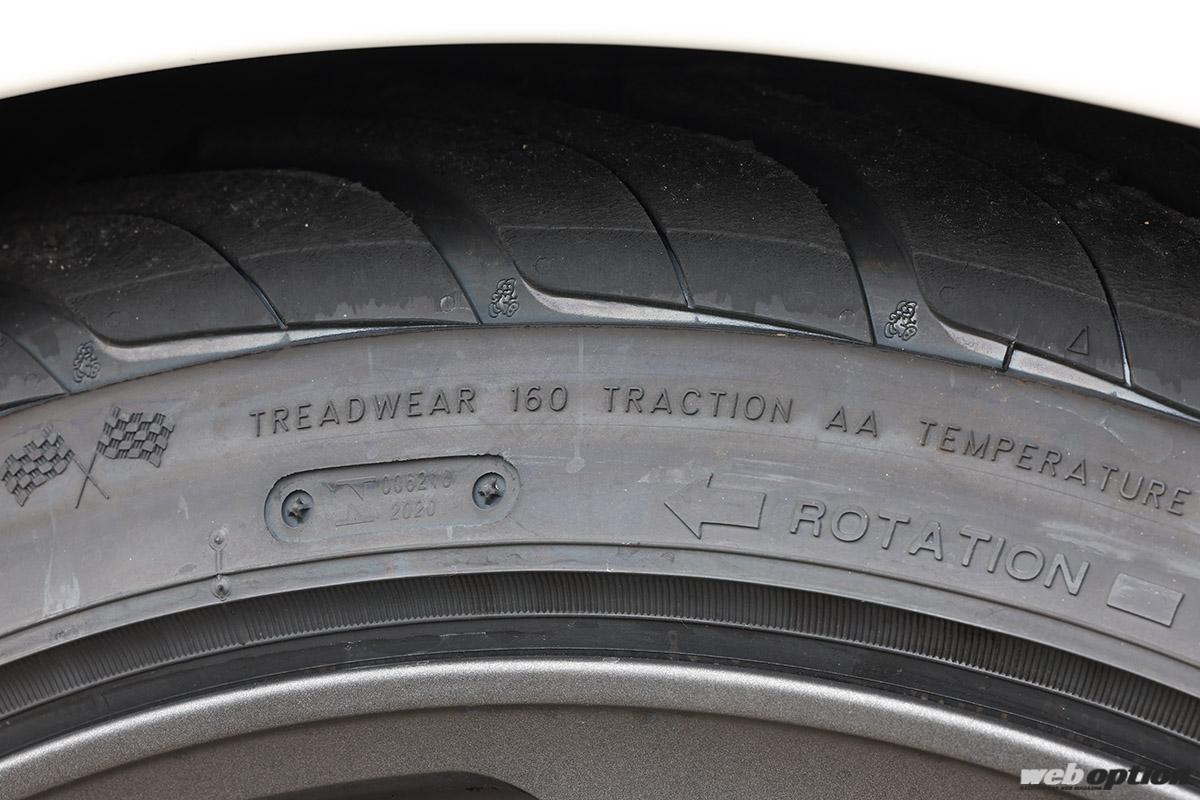 TREADWEAR 160 TRACTION AA TEMPERATURE
2020
ROTATION
web option